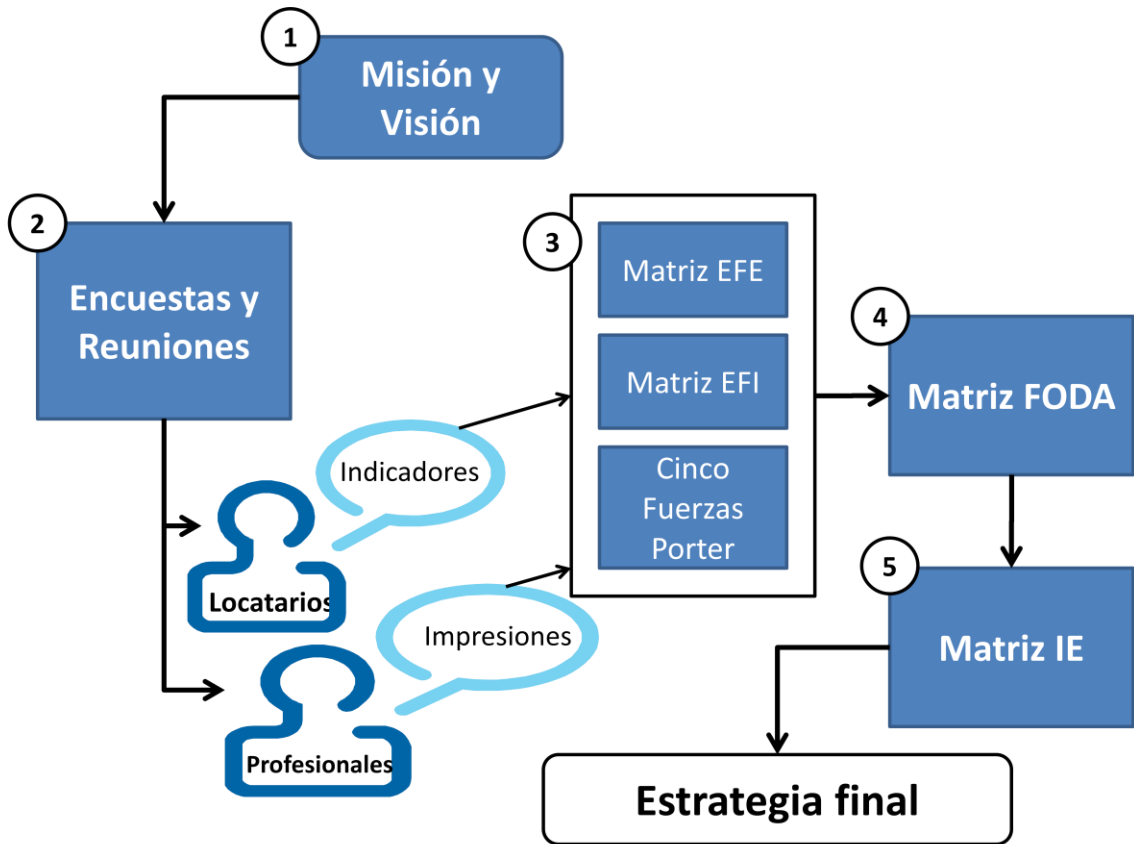 1
Misión y
Visión
2
Encuestas y
Reuniones
Indicadores
Locatarios
Impresiones
Profesionales
3
Matriz EFE
Matriz EFI
Cinco
Fuerzas
Porter
4
Matriz FODA
5
Matriz IE
Estrategia final